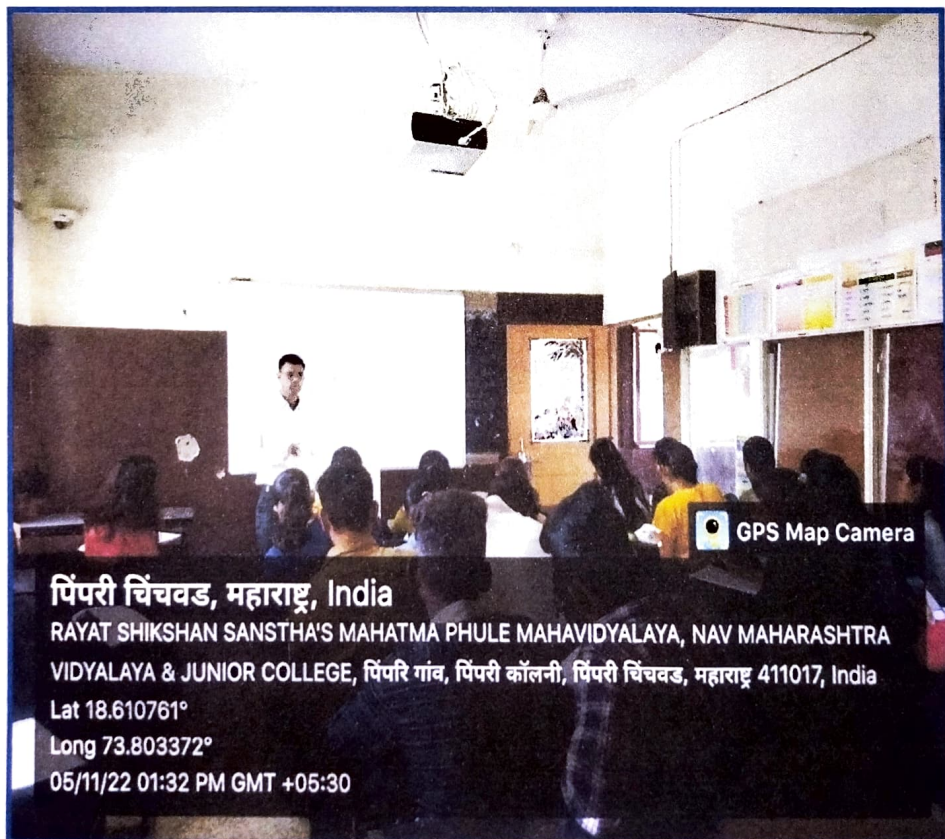 GPS Map Camera
पिंपरी चिंचवड, महाराष्ट्र, India
RAYAT SHIKSHAN SANSTHA'S MAHATMA PHULE MAHAVIDYALAYA, NAV MAHARASHTRA
VIDYALAYA & JUNIOR COLLEGE, पिंपरि गांव, पिंपरी कॉलनी, पिंपरी चिंचवड, महाराष्ट्र 411017, India
Lat 18.610761°
Long 73.803372°
05/11/22 01:32 PM GMT +05:30